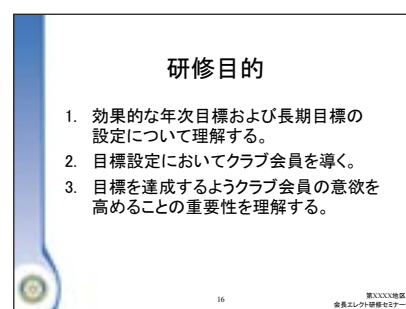 研修目的
1. 効果的な年次目標および長期目標の
設定について理解する。
2. 目標設定においてクラブ会員を導く。
3. 目標を達成するようクラブ会員の意欲を
高めることの重要性を理解する。
16
第XXXX地区
会長エレクト研修セミナー